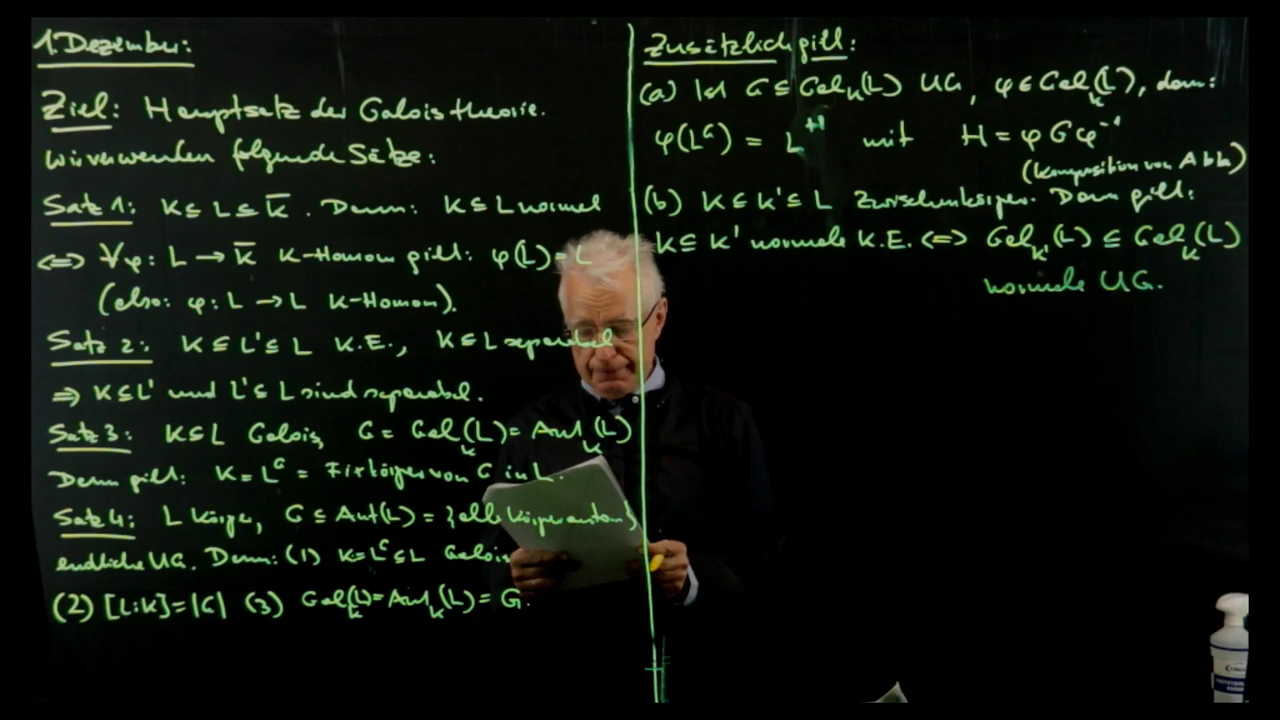 1. Dezember:
Ziel: Hauptsatz der Galoistheorie.
Wir verwenden folgende Sätze:
Satz 1: K ⊆ L ⊆ K̄. Dann: K ⊆ L normal
⇔ ∀φ: L → K̄ K-Homom gilt: φ(L) = L
(also: φ: L → L K-Homom).
Satz 2: K ⊆ L' ⊆ L K.E., K ⊆ L separabel
⇒ K ⊆ L' und L' ⊆ L sind separabel.
Satz 3: K ⊆ L Galois, G = Gal_K(L) = Aut_K(L)
Dann gilt: K = L^G = Fixkörper von G in L.
Satz 4: L Körper, G ⊆ Aut(L) = {alle Körperautom}
endliche UG. Dann: (1) K = L^G ⊆ L Galois
(2) [L:K] = |G| (3) Gal_K(L) = Aut_K(L) = G.
Zusätzlich gilt:
(a) Ist G ⊆ Gal_K(L) UG, φ ∈ Gal_K(L), dann:
φ(L^G) = L^H mit H = φGφ^-1
(Komposition von Abb)
(b) K ⊆ K' ⊆ L Zwischenkörper. Dann gilt:
K ⊆ K' normale K.E. ⇔ Gal_K'(L) ⊆ Gal_K(L)
normale UG.